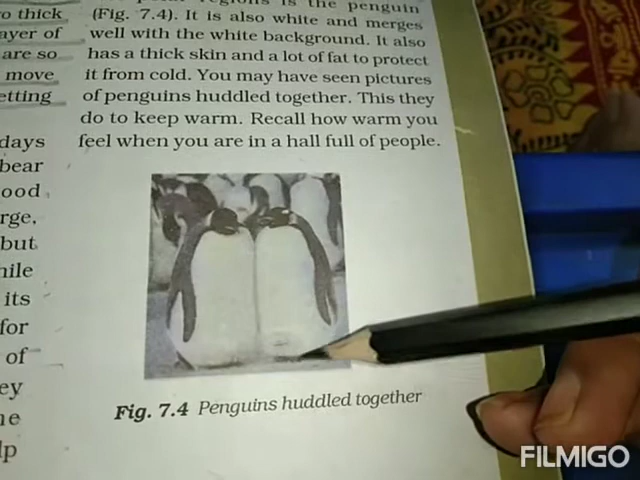 o thick
ayer of
are so
move
etting
days
bear
ood
rge,
but
hile
its
for
of
ey
ne
lp
regions is the penguin
(Fig. 7.4). It is also white and merges
well with the white background. It also
has a thick skin and a lot of fat to protect
it from cold. You may have seen pictures
of penguins huddled together. This they
do to keep warm. Recall how warm you
feel when you are in a hall full of people.
Fig. 7.4 Penguins huddled together
FILMIGO